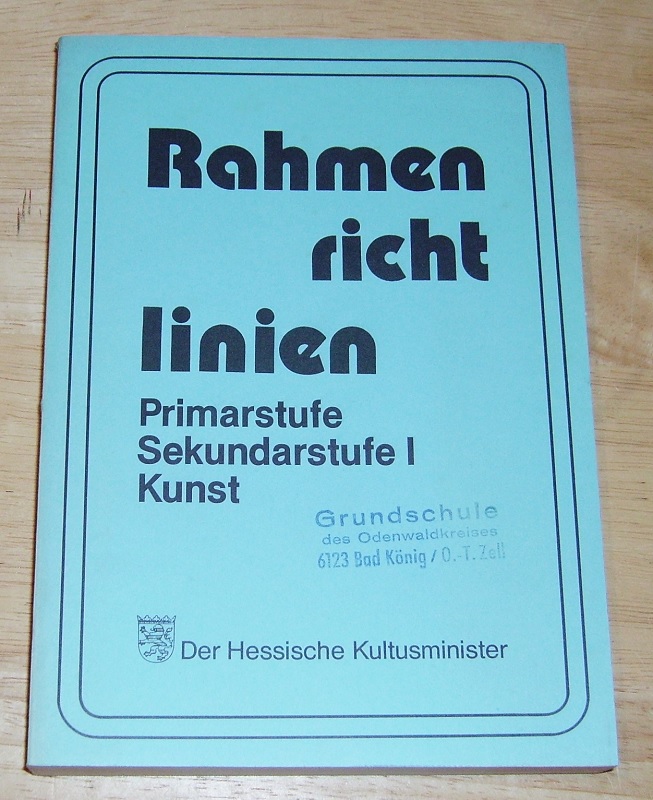 Rahmen
richt
linien
Primarstufe
Sekundarstufe I
Kunst
Grundschule
des Odenwaldkreises
6123 Bad König / O.-T. Zell
Der Hessische Kultusminister